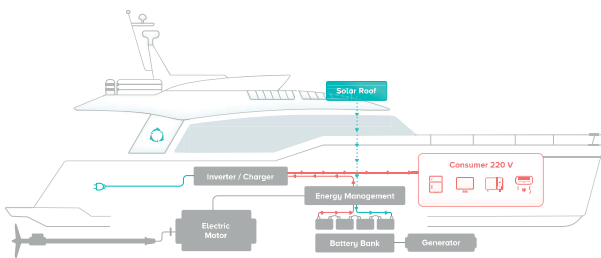 Solar Roof
Consumer 220 V
Inverter / Charger
Energy Management
Electric
Motor
Battery Bank
Generator